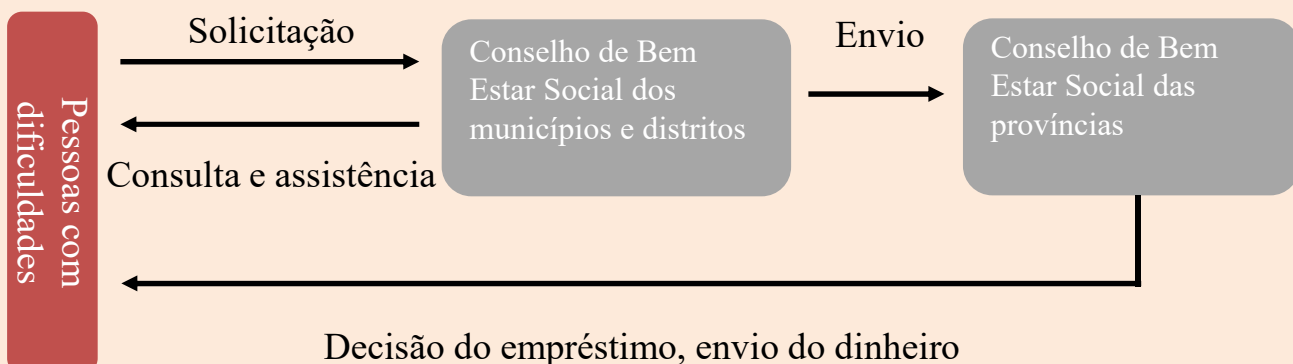 Pessoas com
dificuldades
Solicitação
Consulta e assistência
Conselho de Bem
Estar Social dos
municípios e distritos
Envio
Conselho de Bem
Estar Social das
províncias
Decisão do empréstimo, envio do dinheiro